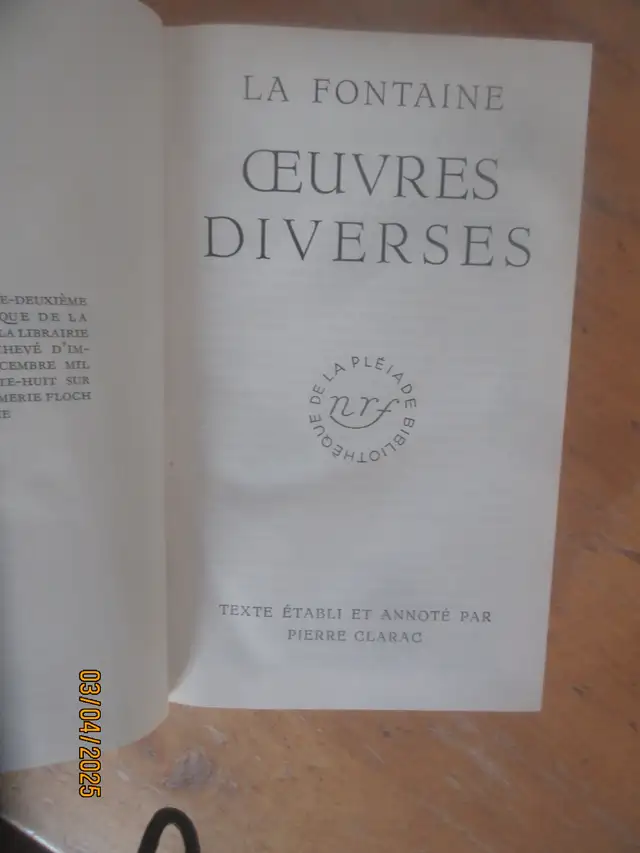 E-DEUXIÈME
QUE DE LA
LA LIBRAIRIE
CHEVÉ D'IM-
CEMBRE MIL
TE-HUIT SUR
MERIE FLOCH
E
LA FONTAINE
ŒUVRES
DIVERSES
BIBLIOTHÈQUE DE LA PLÉIADE
nrf
TEXTE ÉTABLI ET ANNOTÉ PAR
PIERRE CLARAC
03/04/2025